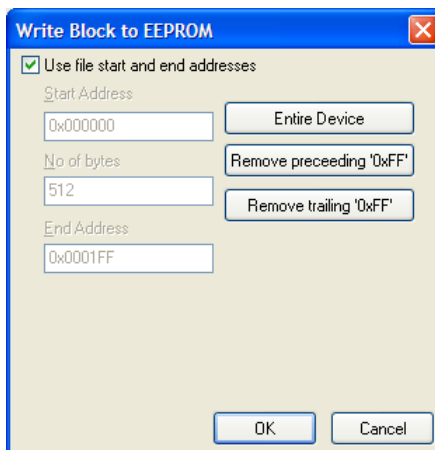 Write Block to EEPROM
Use file start and end addresses
Start Address
0x000000
Entire Device
No of bytes
Remove preceeding '0xFF'
512
Remove trailing '0xFF'
End Address
0x0001FF
OK
Cancel